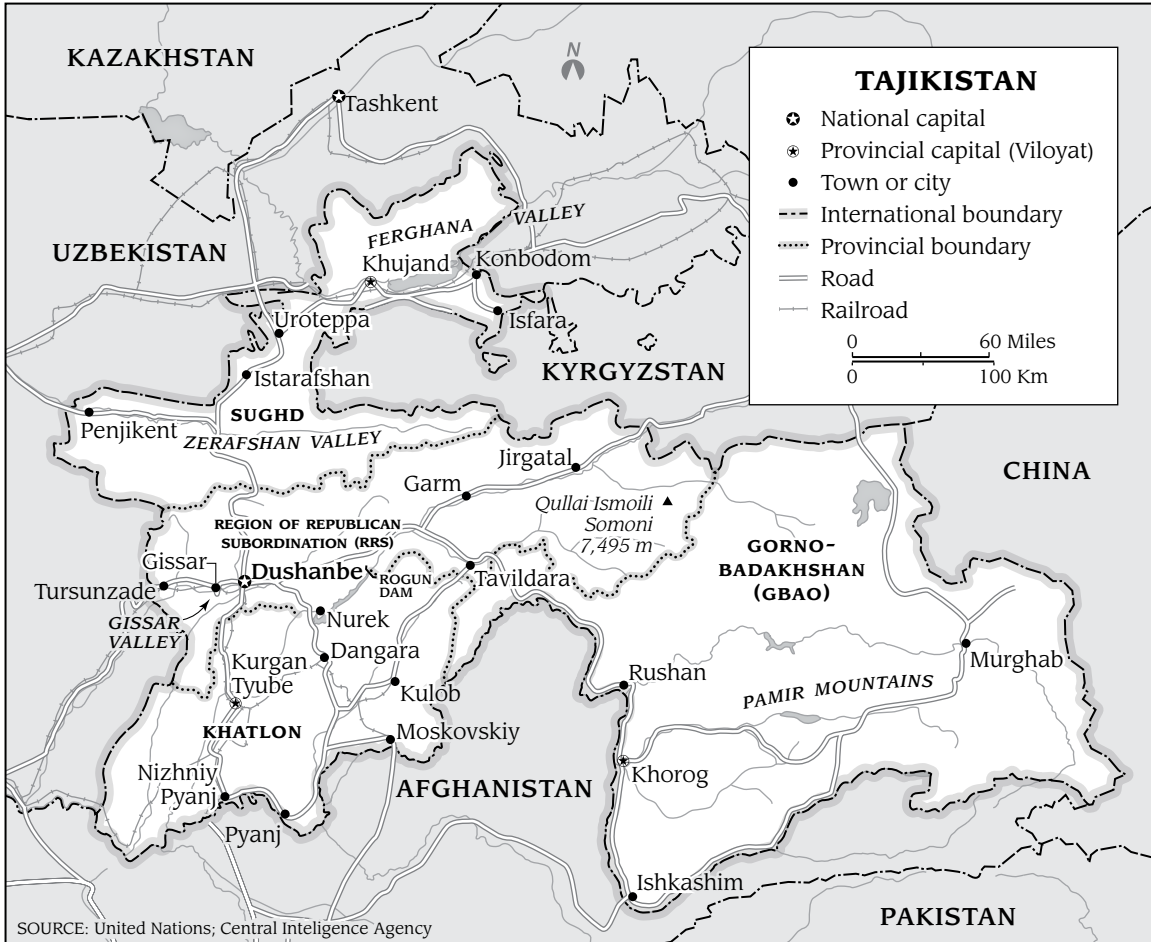 KAZAKHSTAN
N
Tashkent
TAJIKISTAN
National capital
Provincial capital (Viloyat)
Town or city
International boundary
Provincial boundary
Road
Railroad
0 60 Miles
0 100 Km
UZBEKISTAN
FERGHANA
VALLEY
Khujand
Konbodom
Isfara
Uroteppa
KYRGYZSTAN
Istarafshan
SUGHD
Penjikent
ZERAFSHAN VALLEY
Jirgatal
Garm
CHINA
Qullai Ismoili
Somoni
7,495 m
REGION OF REPUBLICAN
SUBORDINATION (RRS)
GORNO–
BADAKHSHAN
(GBAO)
Gissar
Dushanbe
ROGUN
DAM
Tavildara
Tursunzade
GISSAR
VALLEY
Nurek
Dangara
Kurgan
Tyube
Kulob
Rushan
Murghab
PAMIR MOUNTAINS
KHATLON
Moskovskiy
Khorog
Nizhniy
Pyanj
AFGHANISTAN
Pyanj
Ishkashim
PAKISTAN
SOURCE: United Nations; Central Inteligence Agency